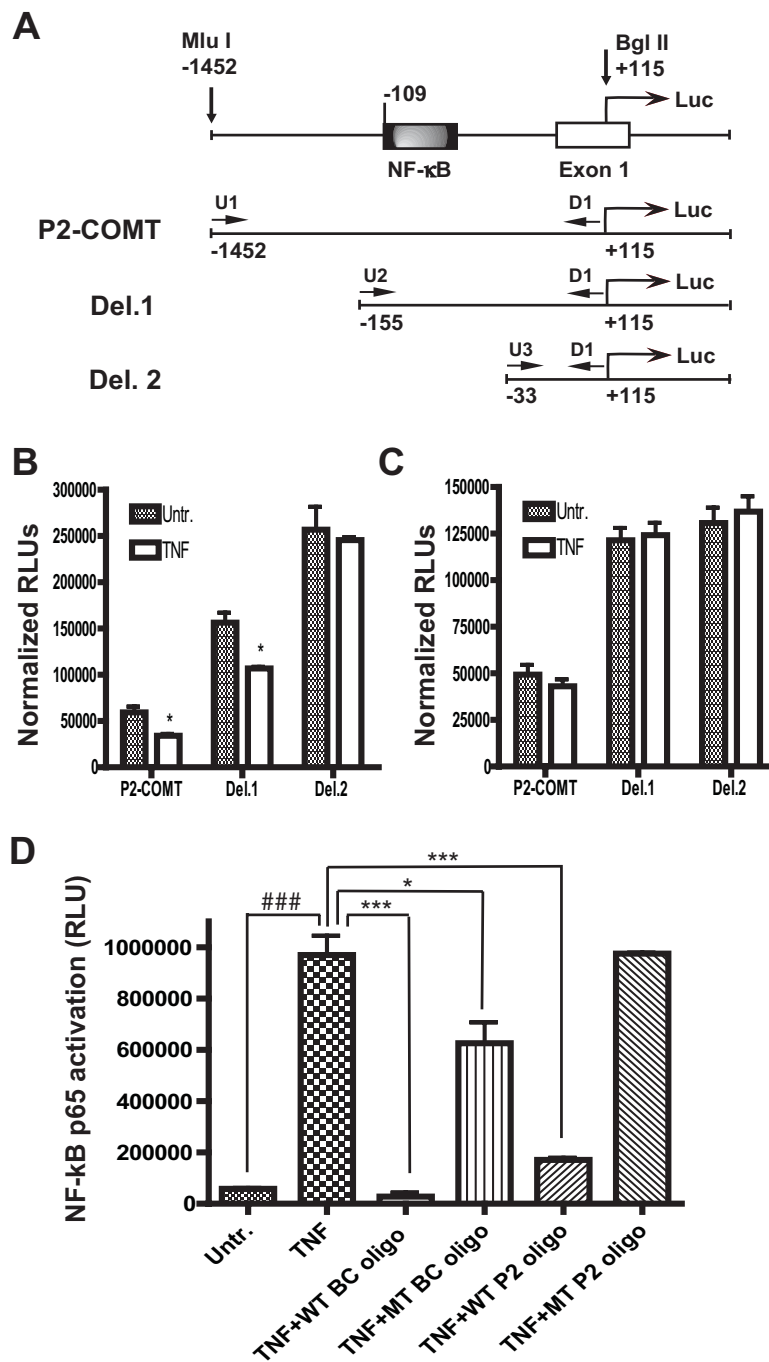 A
Mlu I
-1452
Bgl II
+115
-109
Luc
NF-κB
Exon 1
P2-COMT
U1
D1
Luc
-1452
+115
Del.1
U2
D1
Luc
-155
+115
Del. 2
U3
D1
Luc
-33
+115
B
Normalized RLUs
300000
250000
200000
150000
100000
50000
0
Untr.
TNF
*
*
P2-COMT
Del.1
Del.2
C
Normalized RLUs
150000
125000
100000
75000
50000
25000
0
Untr.
TNF
P2-COMT
Del.1
Del.2
D
NF-kB p65 activation (RLU)
1000000
800000
600000
400000
200000
0
***
*
###
***
Untr.
TNF
TNF+WT BC oligo
TNF+MT BC oligo
TNF+WT P2 oligo
TNF+MT P2 oligo